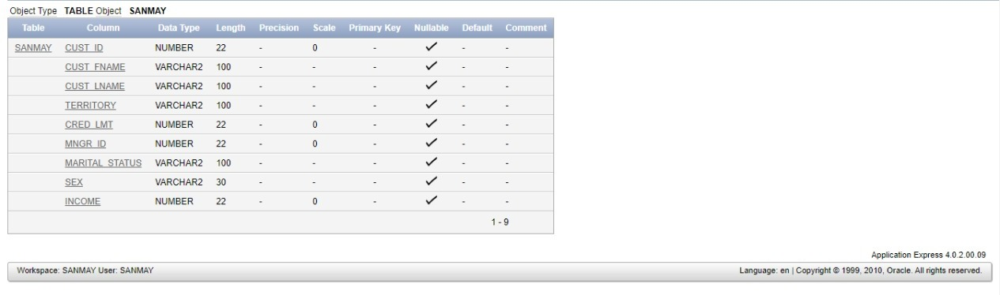 Object Type TABLE Object SANMAY
Table Column Data Type Length Precision Scale Primary Key Nullable Default Comment
SANMAY CUST_ID NUMBER 22 - 0 - ✓ - -
CUST_FNAME VARCHAR2 100 - - - ✓ - -
CUST_LNAME VARCHAR2 100 - - - ✓ - -
TERRITORY VARCHAR2 100 - - - ✓ - -
CRED_LMT NUMBER 22 - 0 - ✓ - -
MNGR_ID NUMBER 22 - 0 - ✓ - -
MARITAL_STATUS VARCHAR2 100 - - - ✓ - -
SEX VARCHAR2 30 - - - ✓ - -
INCOME NUMBER 22 - 0 - ✓ - -
1 - 9
Application Express 4.0.2.00.09
Workspace: SANMAY User: SANMAY Language: en | Copyright © 1999, 2010, Oracle. All rights reserved.